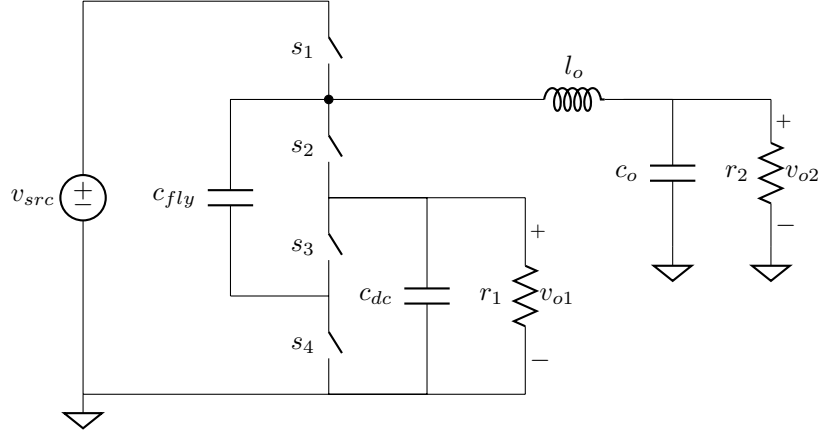 s1
lo
s2
+
vsrc
±
cfly
co
r2
vo2
−
s3
+
cdc
r1
vo1
s4
−